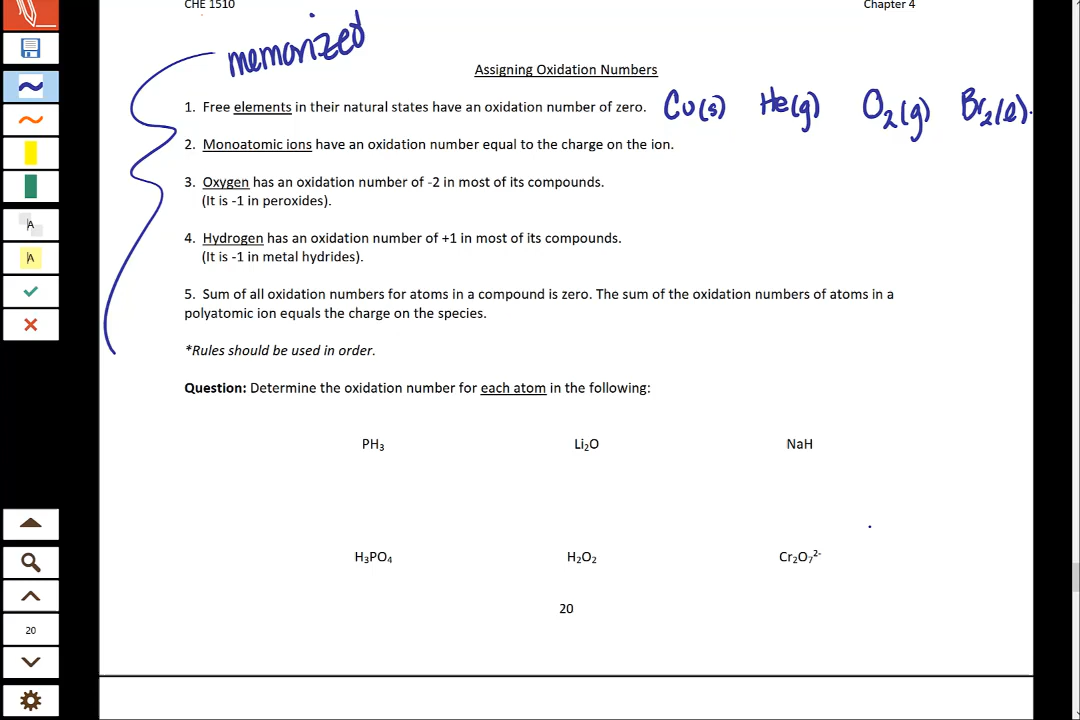 CHE 1510 Chapter 4
memorized
Assigning Oxidation Numbers
1. Free elements in their natural states have an oxidation number of zero. Cu(s) He(g) O₂(g) Br₂(l).
2. Monoatomic ions have an oxidation number equal to the charge on the ion.
3. Oxygen has an oxidation number of -2 in most of its compounds.
(It is -1 in peroxides).
4. Hydrogen has an oxidation number of +1 in most of its compounds.
(It is -1 in metal hydrides).
5. Sum of all oxidation numbers for atoms in a compound is zero. The sum of the oxidation numbers of atoms in a
polyatomic ion equals the charge on the species.
*Rules should be used in order.
Question: Determine the oxidation number for each atom in the following:
PH₃ Li₂O NaH
H₃PO₄ H₂O₂ Cr₂O₇²⁻
20
A
A
20